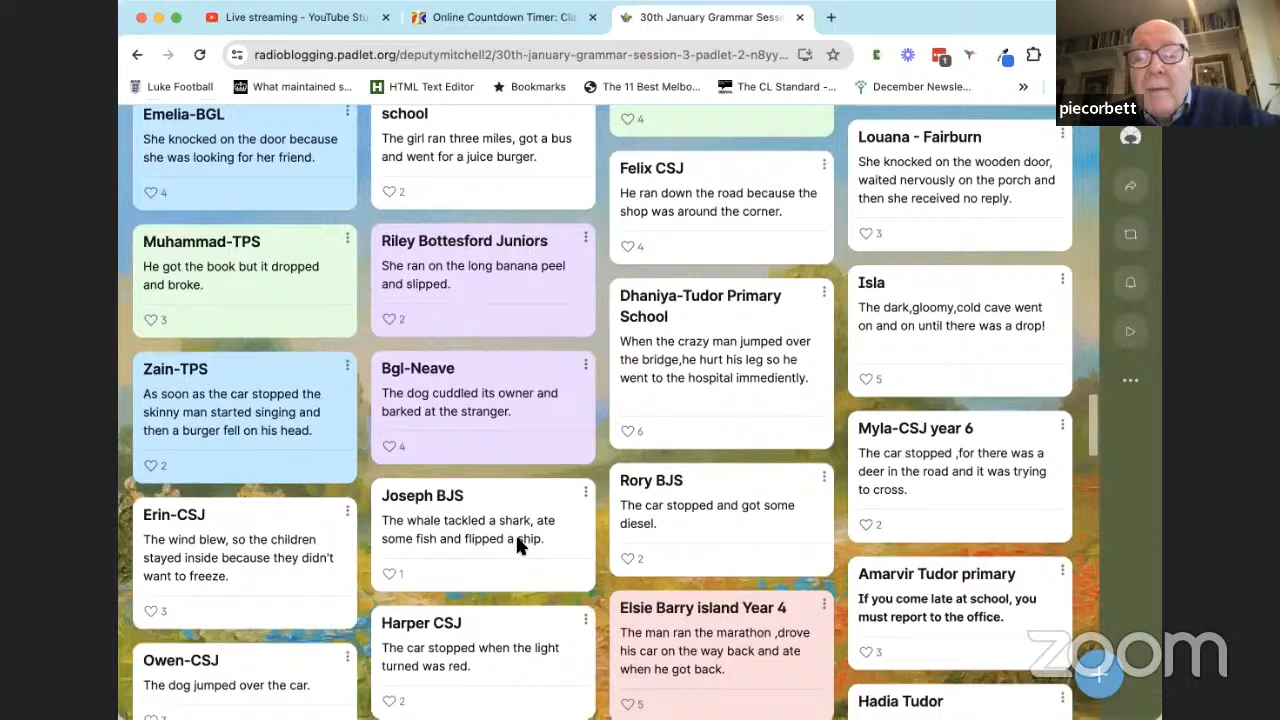 Live streaming - YouTube Stu
Online Countdown Timer: Cla
30th January Grammar Sessi
radioblogging.padlet.org/deputymitchell2/30th-january-grammar-session-3-padlet-2-n8yy...
Luke Football
What maintained s...
HTML Text Editor
Bookmarks
The 11 Best Melbo...
The CL Standard -...
December Newsle...
piecorbett
Emelia-BGL
She knocked on the door because
she was looking for her friend.
4
Muhammad-TPS
He got the book but it dropped
and broke.
3
Zain-TPS
As soon as the car stopped the
skinny man started singing and
then a burger fell on his head.
2
Erin-CSJ
The wind blew, so the children
stayed inside because they didn't
want to freeze.
3
Owen-CSJ
The dog jumped over the car.
school
The girl ran three miles, got a bus
and went for a juice burger.
2
Riley Bottesford Juniors
She ran on the long banana peel
and slipped.
2
Bgl-Neave
The dog cuddled its owner and
barked at the stranger.
4
Joseph BJS
The whale tackled a shark, ate
some fish and flipped a ship.
1
Harper CSJ
The car stopped when the light
turned was red.
2
4
Felix CSJ
He ran down the road because the
shop was around the corner.
4
Dhaniya-Tudor Primary
School
When the crazy man jumped over
the bridge,he hurt his leg so he
went to the hospital immediently.
6
Rory BJS
The car stopped and got some
diesel.
2
Elsie Barry island Year 4
The man ran the marathon ,drove
his car on the way back and ate
when he got back.
5
Louana - Fairburn
She knocked on the wooden door,
waited nervously on the porch and
then she received no reply.
3
Isla
The dark,gloomy,cold cave went
on and on until there was a drop!
5
Myla-CSJ year 6
The car stopped ,for there was a
deer in the road and it was trying
to cross.
2
Amarvir Tudor primary
If you come late at school, you
must report to the office.
3
Hadia Tudor
zoom